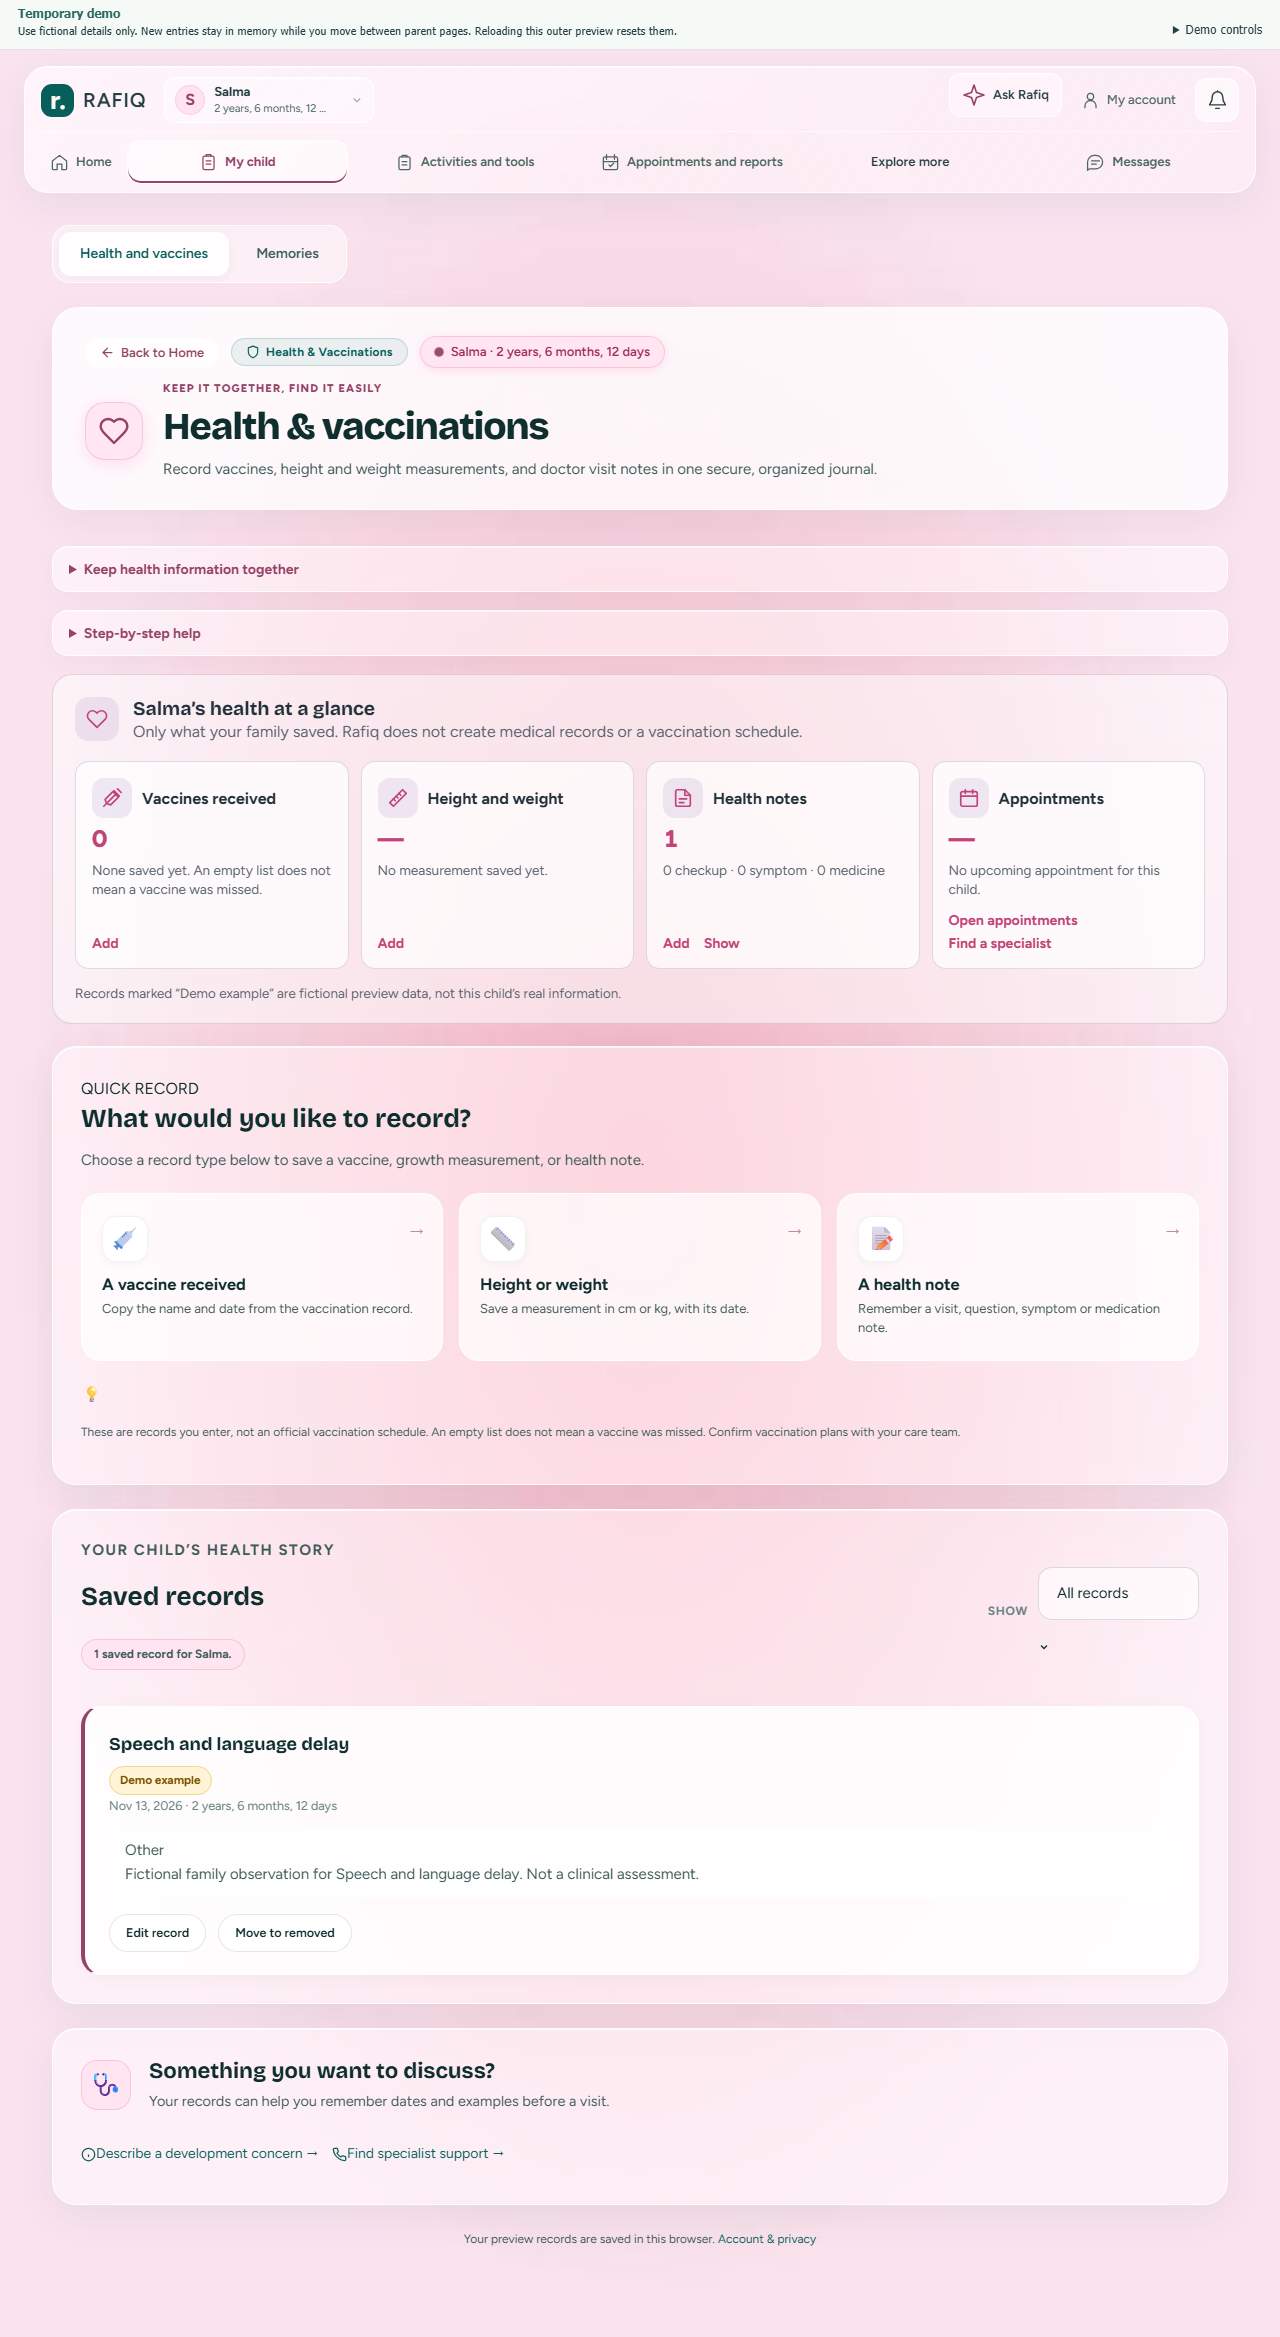 Temporary demo
Use fictional details only. New entries stay in memory while you move between parent pages. Reloading this outer preview resets them.
▶ Demo controls
r. RAFIQ
S
Salma
2 years, 6 months, 12 ...
Ask Rafiq
My account
Home
My child
Activities and tools
Appointments and reports
Explore more
Messages
Health and vaccines
Memories
← Back to Home
Health & Vaccinations
Salma · 2 years, 6 months, 12 days
KEEP IT TOGETHER, FIND IT EASILY
Health & vaccinations
Record vaccines, height and weight measurements, and doctor visit notes in one secure, organized journal.
▶ Keep health information together
▶ Step-by-step help
Salma’s health at a glance
Only what your family saved. Rafiq does not create medical records or a vaccination schedule.
Vaccines received
0
None saved yet. An empty list does not
mean a vaccine was missed.
Add
Height and weight
—
No measurement saved yet.
Add
Health notes
1
0 checkup · 0 symptom · 0 medicine
Add Show
Appointments
—
No upcoming appointment for this
child.
Open appointments
Find a specialist
Records marked “Demo example” are fictional preview data, not this child’s real information.
QUICK RECORD
What would you like to record?
Choose a record type below to save a vaccine, growth measurement, or health note.
→
A vaccine received
Copy the name and date from the vaccination record.
→
Height or weight
Save a measurement in cm or kg, with its date.
→
A health note
Remember a visit, question, symptom or medication
note.
These are records you enter, not an official vaccination schedule. An empty list does not mean a vaccine was missed. Confirm vaccination plans with your care team.
YOUR CHILD’S HEALTH STORY
Saved records
SHOW
All records
1 saved record for Salma.
Speech and language delay
Demo example
Nov 13, 2026 · 2 years, 6 months, 12 days
Other
Fictional family observation for Speech and language delay. Not a clinical assessment.
Edit record
Move to removed
Something you want to discuss?
Your records can help you remember dates and examples before a visit.
Describe a development concern →
Find specialist support →
Your preview records are saved in this browser. Account & privacy